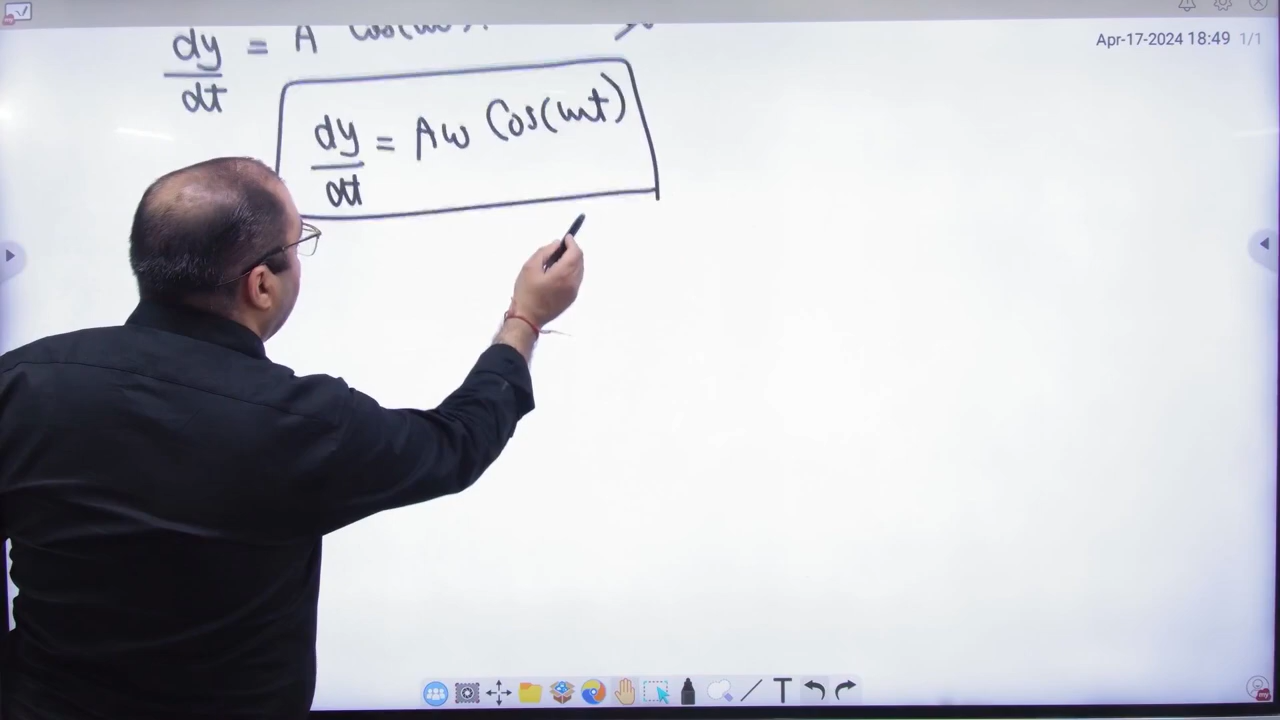 Apr-17-2024 18:49 1/1
dy/dt = A
dy/dt = Aω Cos(ωt)
T